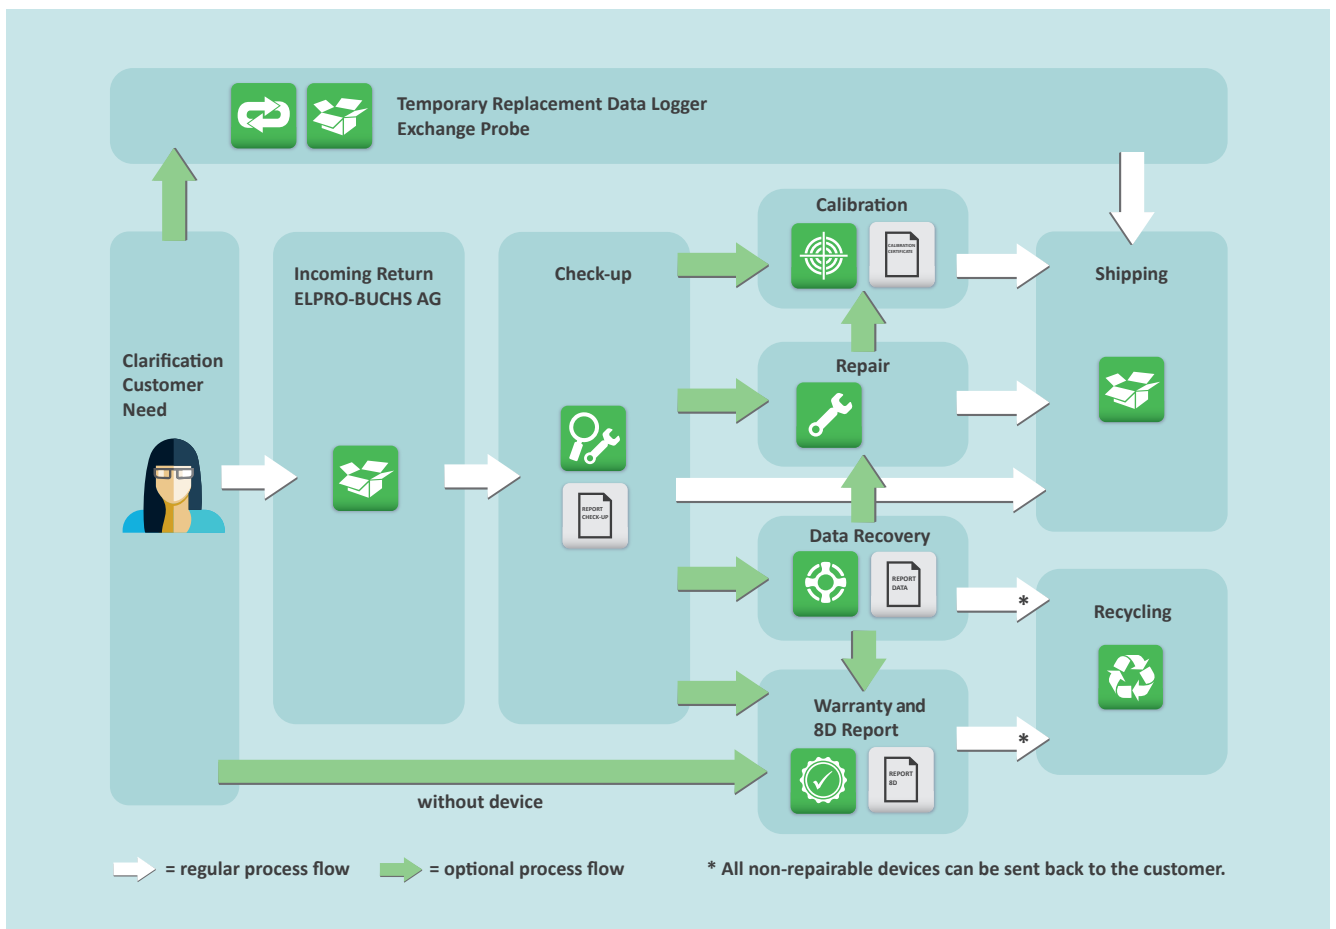 Temporary Replacement Data Logger
Exchange Probe
Clarification
Customer
Need
Incoming Return
ELPRO-BUCHS AG
Check-up
REPORT
CHECK-UP
Calibration
CALIBRATION
CERTIFICATE
Repair
Data Recovery
REPORT
DATA
Warranty and
8D Report
REPORT
8D
Shipping
*
Recycling
*
without device
= regular process flow
= optional process flow
* All non-repairable devices can be sent back to the customer.